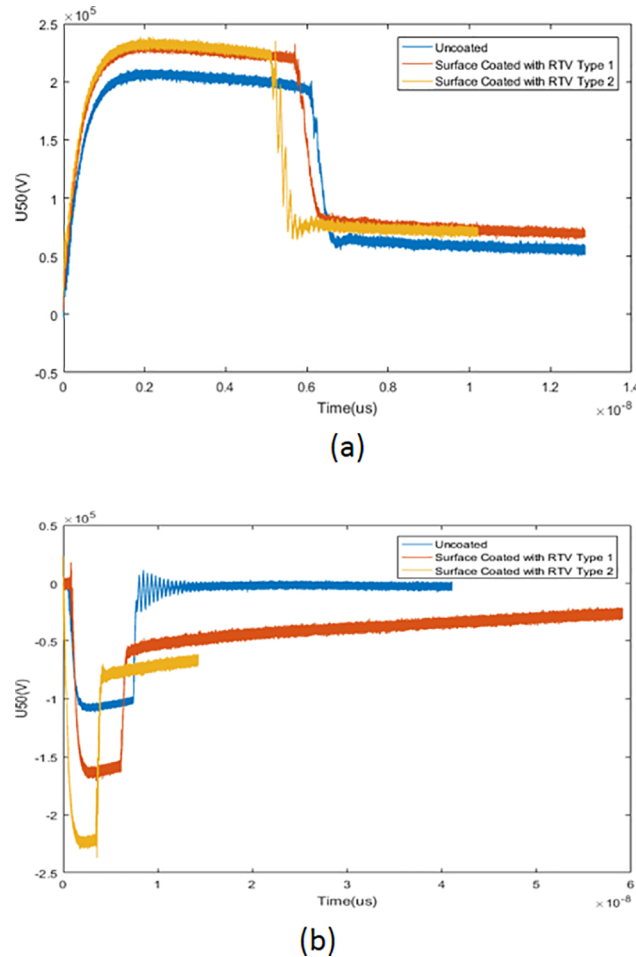 ×10^5
2.5
2
1.5
1
0.5
0
-0.5
U50(V)
Uncoated
Surface Coated with RTV Type 1
Surface Coated with RTV Type 2
0 0.2 0.4 0.6 0.8 1 1.2 1.4
Time(us)
×10^-8
(a)
×10^5
0.5
0
-0.5
-1
-1.5
-2
-2.5
U50(V)
Uncoated
Surface Coated with RTV Type 1
Surface Coated with RTV Type 2
0 1 2 3 4 5 6
Time(us)
×10^-8
(b)